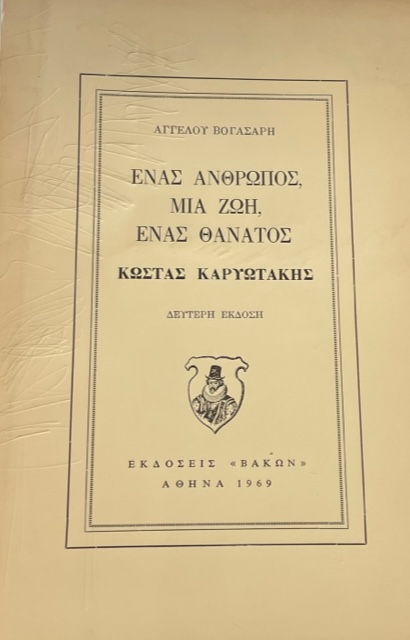 ΑΓΓΕΛΟΥ ΒΟΓΑΣΑΡΗ
ΕΝΑΣ ΑΝΘΡΩΠΟΣ,
ΜΙΑ ΖΩΗ,
ΕΝΑΣ ΘΑΝΑΤΟΣ
ΚΩΣΤΑΣ ΚΑΡΥΩΤΑΚΗΣ
ΔΕΥΤΕΡΗ ΕΚΔΟΣΗ
ΕΚΔΟΣΕΙΣ «ΒΑΚΩΝ»
ΑΘΗΝΑ 1969